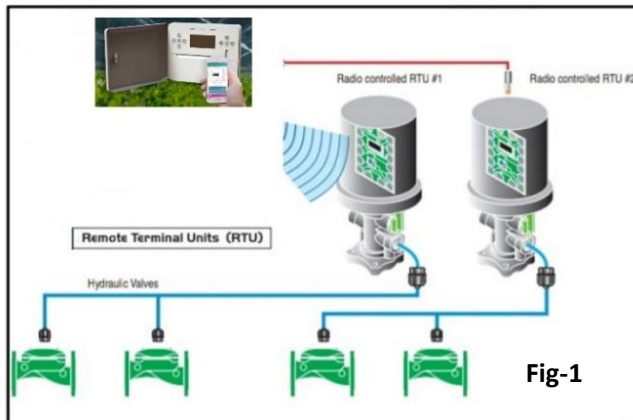 Radio controlled RTU #1
Radio controlled RTU #2
Remote Terminal Units (RTU)
Hydraulic Valves
Fig-1